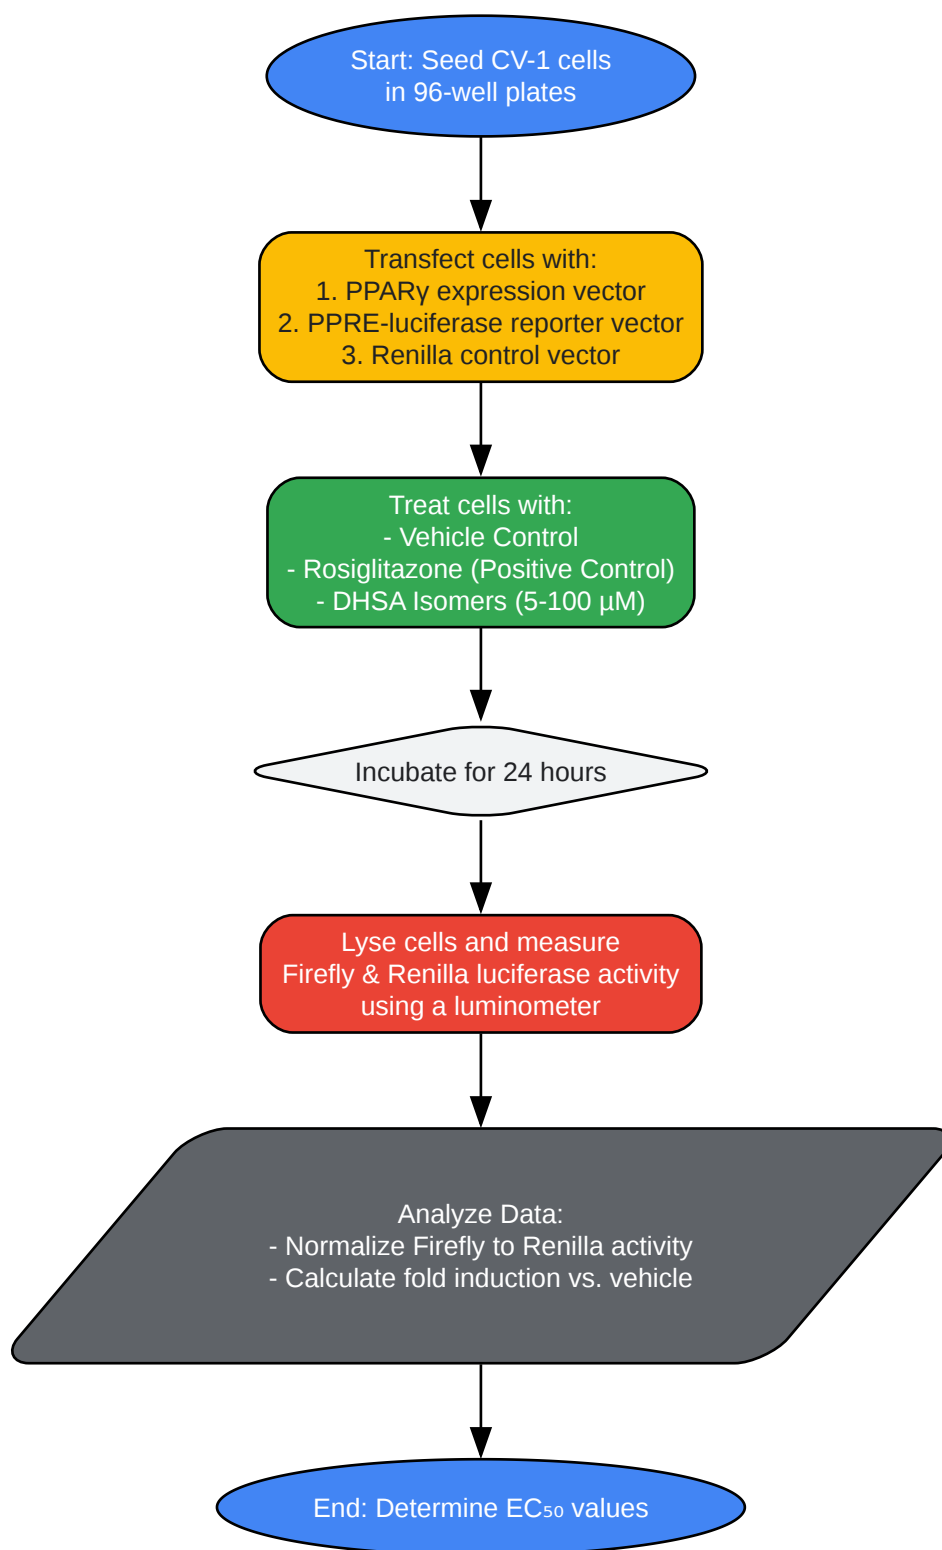 Start: Seed CV-1 cells
in 96-well plates
Transfect cells with:
1. PPARγ expression vector
2. PPRE-luciferase reporter vector
3. Renilla control vector
Treat cells with:
- Vehicle Control
- Rosiglitazone (Positive Control)
- DHSA Isomers (5-100 µM)
Incubate for 24 hours
Lyse cells and measure
Firefly & Renilla luciferase activity
using a luminometer
Analyze Data:
- Normalize Firefly to Renilla activity
- Calculate fold induction vs. vehicle
End: Determine EC₅₀ values